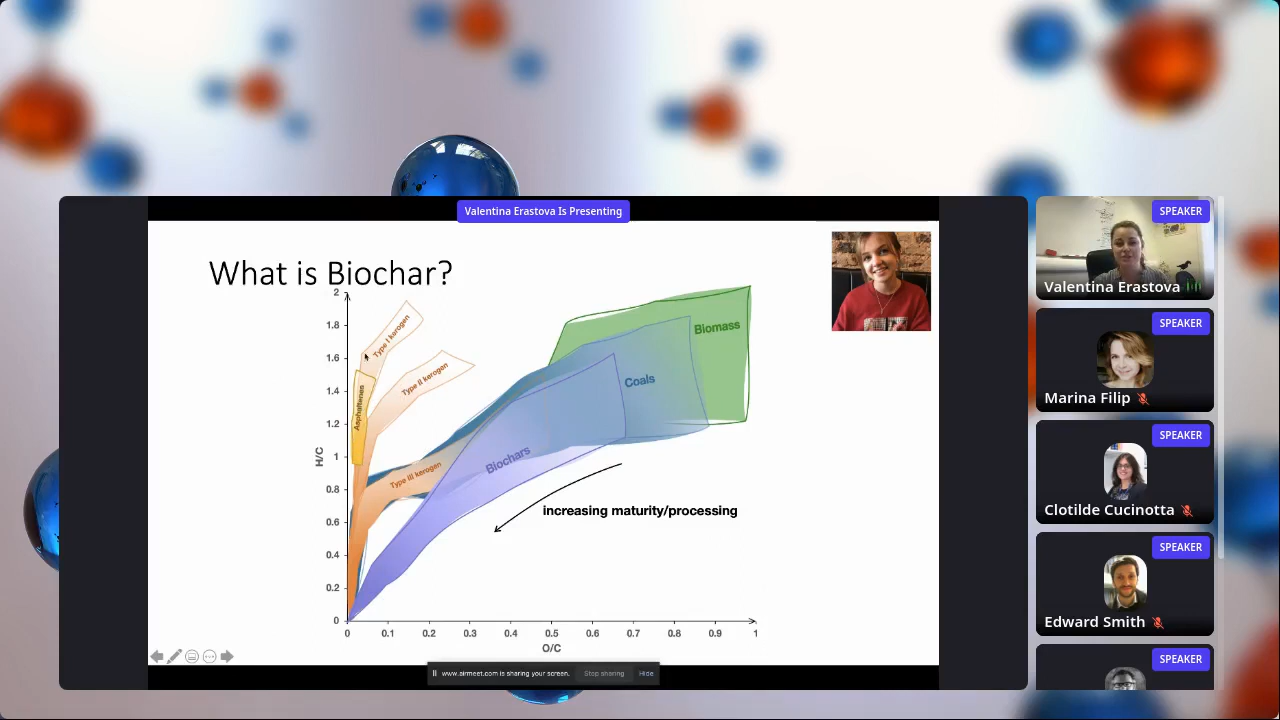 Valentina Erastova Is Presenting
What is Biochar?
2
1.8
1.6
1.4
1.2
1
0.8
0.6
0.4
0.2
0
H/C
Type I kerogen
Type II kerogen
Asphaltenes
Type III kerogen
Biochars
Coals
Biomass
increasing maturity/processing
0 0.1 0.2 0.3 0.4 0.5 0.6 0.7 0.8 0.9 1
O/C
www.airmeet.com is sharing your screen. Stop sharing Hide
SPEAKER
Valentina Erastova
SPEAKER
Marina Filip
SPEAKER
Clotilde Cucinotta
SPEAKER
Edward Smith
SPEAKER